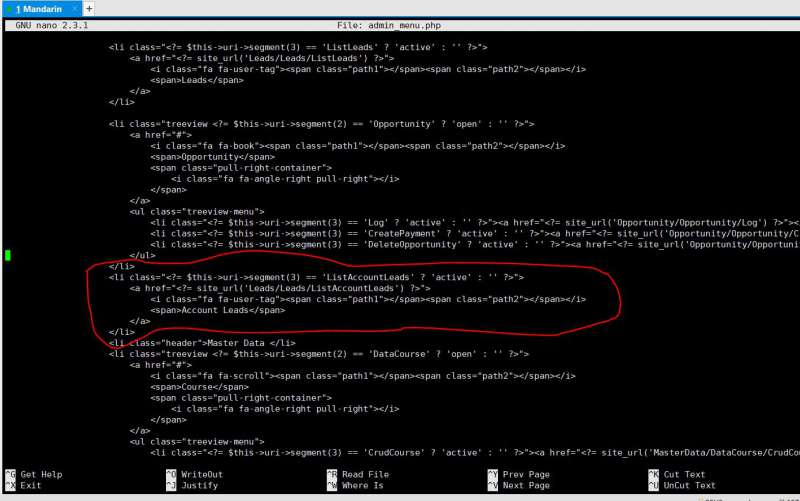 1 Mandarin × +
GNU nano 2.3.1 File: admin_menu.php
<li class="<?= $this->uri->segment(3) == 'ListLeads' ? 'active' : '' ?>">
<a href="<?= site_url('Leads/Leads/ListLeads') ?>">
<i class="fa fa-user-tag"><span class="path1"></span><span class="path2"></span></i>
<span>Leads</span>
</a>
</li>
<li class="treeview <?= $this->uri->segment(2) == 'Opportunity' ? 'open' : '' ?>">
<a href="#">
<i class="fa fa-book"><span class="path1"></span><span class="path2"></span></i>
<span>Opportunity</span>
<span class="pull-right-container">
<i class="fa fa-angle-right pull-right"></i>
</span>
</a>
<ul class="treeview-menu">
<li class="<?= $this->uri->segment(3) == 'Log' ? 'active' : '' ?>"><a href="<?= site_url('Opportunity/Opportunity/Log') ?>"><
<li class="<?= $this->uri->segment(3) == 'CreatePayment' ? 'active' : '' ?>"><a href="<?= site_url('Opportunity/Opportunity/C
<li class="<?= $this->uri->segment(3) == 'DeleteOpportunity' ? 'active' : '' ?>"><a href="<?= site_url('Opportunity/Opportuni
</ul>
</li>
<li class="<?= $this->uri->segment(3) == 'ListAccountLeads' ? 'active' : '' ?>">
<a href="<?= site_url('Leads/Leads/ListAccountLeads') ?>">
<i class="fa fa-user-tag"><span class="path1"></span><span class="path2"></span></i>
<span>Account Leads</span>
</a>
</li>
<li class="header">Master Data </li>
<li class="treeview <?= $this->uri->segment(2) == 'DataCourse' ? 'open' : '' ?>">
<a href="#">
<i class="fa fa-scroll"><span class="path1"></span><span class="path2"></span></i>
<span>Course</span>
<span class="pull-right-container">
<i class="fa fa-angle-right pull-right"></i>
</span>
</a>
<ul class="treeview-menu">
<li class="<?= $this->uri->segment(3) == 'CrudCourse' ? 'active' : '' ?>"><a href="<?= site_url('MasterData/DataCourse/CrudCou
^G Get Help ^O WriteOut ^R Read File ^Y Prev Page ^K Cut Text
^X Exit ^J Justify ^W Where Is ^V Next Page ^U UnCut Text